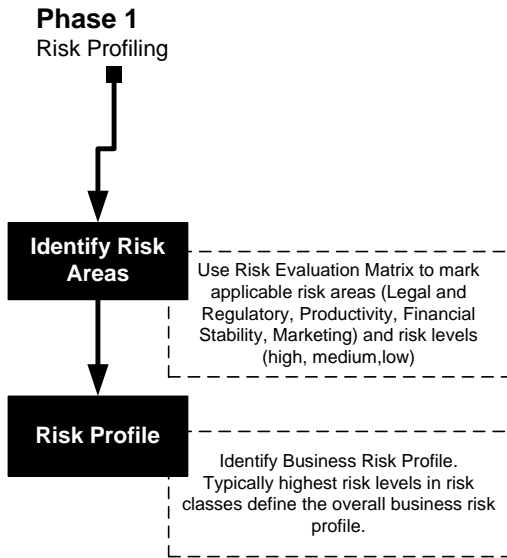 Phase 1
Risk Profiling
Identify Risk
Areas
Use Risk Evaluation Matrix to mark
applicable risk areas (Legal and
Regulatory, Productivity, Financial
Stability, Marketing) and risk levels
(high, medium,low)
Risk Profile
Identify Business Risk Profile.
Typically highest risk levels in risk
classes define the overall business risk
profile.